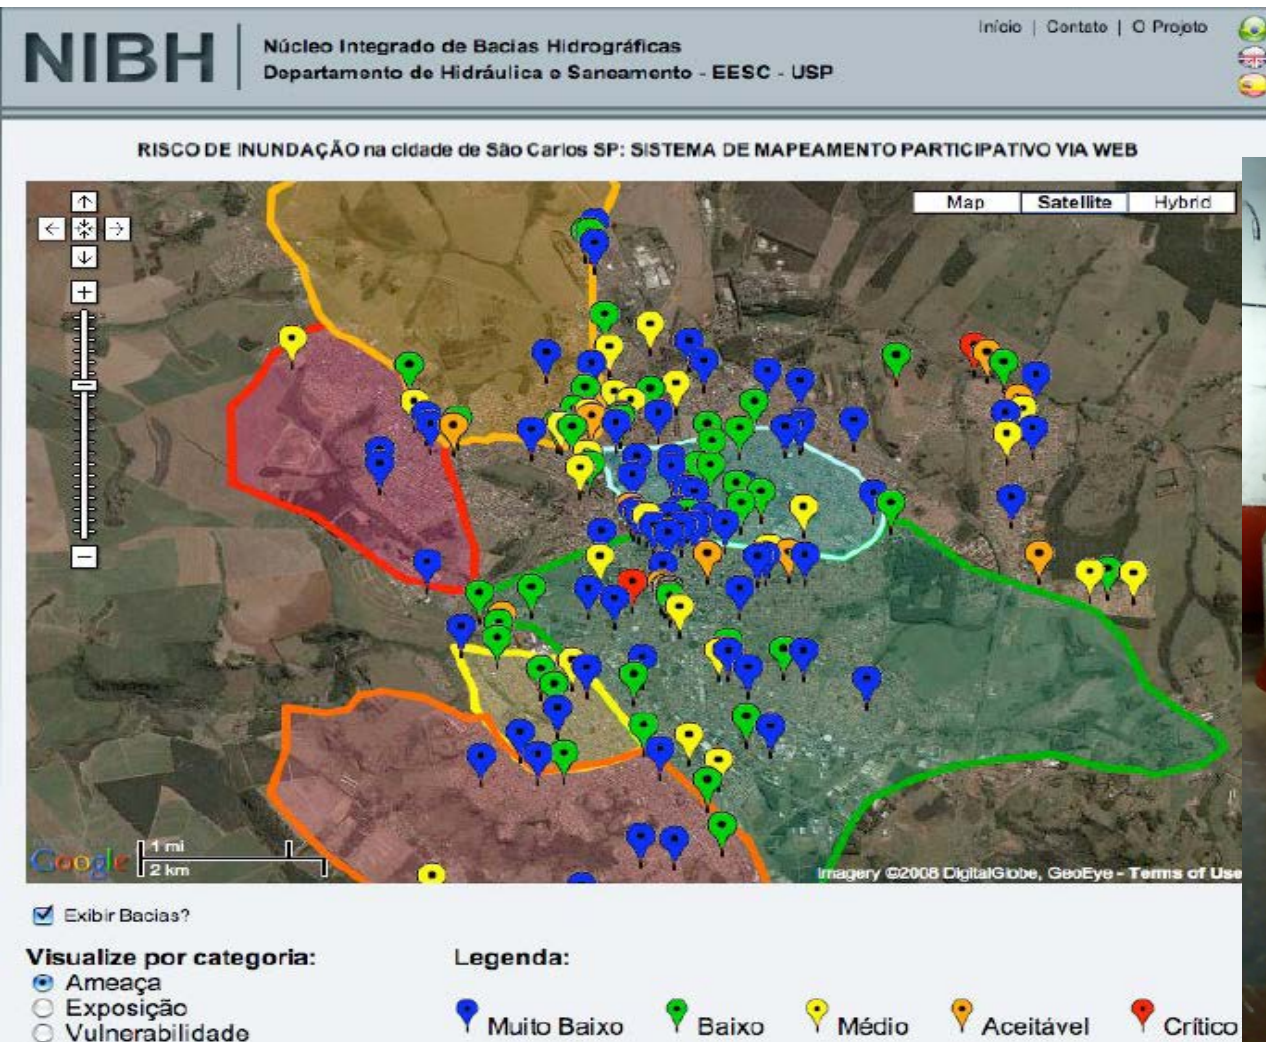 NIBH
Núcleo Integrado de Bacias Hidrográficas
Departamento de Hidráulica e Saneamento - EESC - USP
Início | Contato | O Projeto
RISCO DE INUNDAÇÃO na cidade de São Carlos SP: SISTEMA DE MAPEAMENTO PARTICIPATIVO VIA WEB
Map
Satellite
Hybrid
Google
1 mi
2 km
Imagery ©2008 DigitalGlobe, GeoEye - Terms of Use
Exibir Bacias?
Visualize por categoria:
Ameaça
Exposição
Vulnerabilidade
Legenda:
Muito Baixo
Baixo
Médio
Aceitável
Crítico